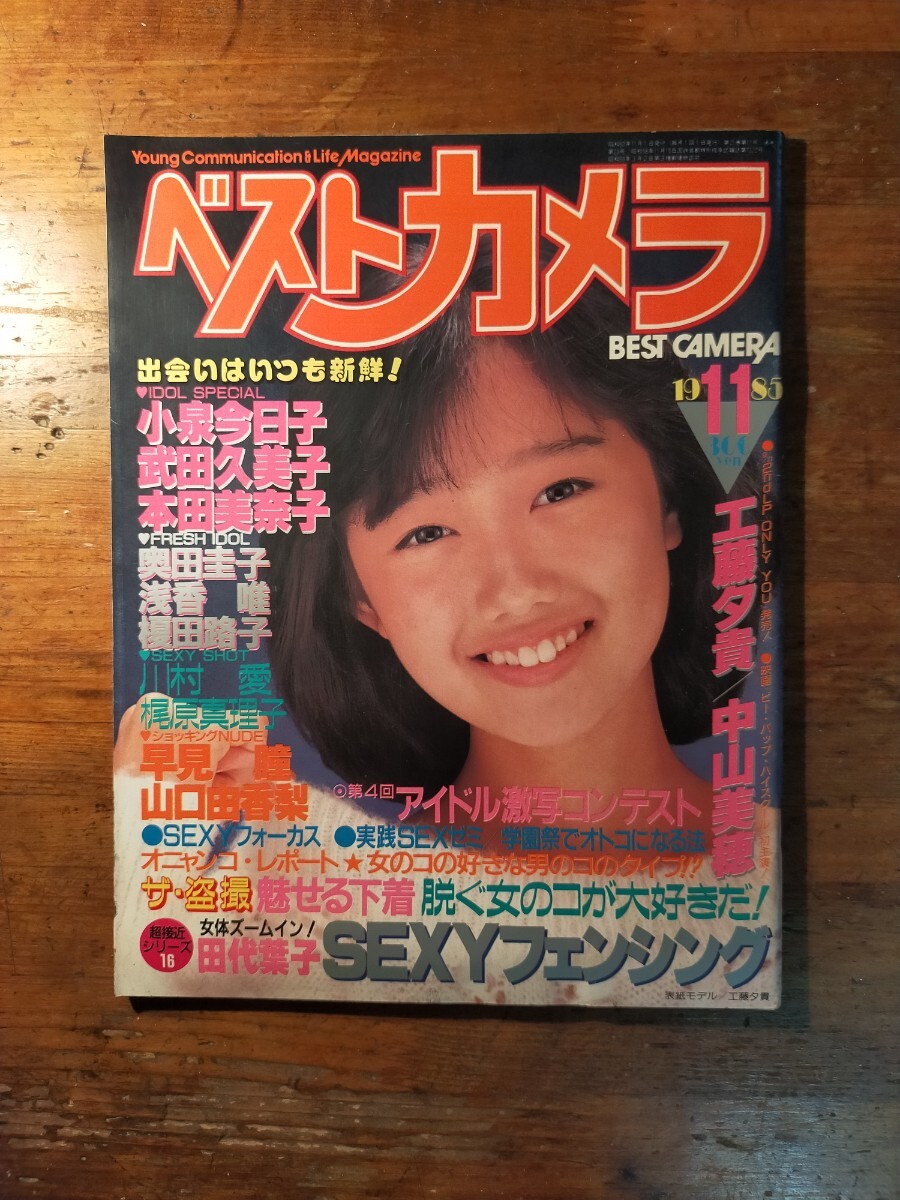 Young Communication & Life/Magazine
ベストカメラ
BEST CAMERA
出会いはいつも新鮮!
1985
11
300
YEN
♥IDOL SPECIAL
小泉今日子
武田久美子
本田美奈子
♥FRESH IDOL
奥田圭子
浅香 唯
榎田路子
♥SEXY SHOT
川村 愛
梶原真理子
♥ショッキングNUDE!
早見 瞳
山口由香梨
●2ndLP ONLY YOU 発売!
工藤夕貴/中山美穂
◎第4回アイドル激写コンテスト
●SEXYフォーカス ●実践SEXゼミ 学園祭でオトコになる法
オニャンコ・レポート★女のコの好きな男のコのタイプ!!
ザ・盗撮 魅せる下着 脱ぐ女のコが大好きだ!
超接近
シリーズ
16
女体ズームイン!
田代葉子 SEXYフェンシング
表紙モデル/工藤夕貴